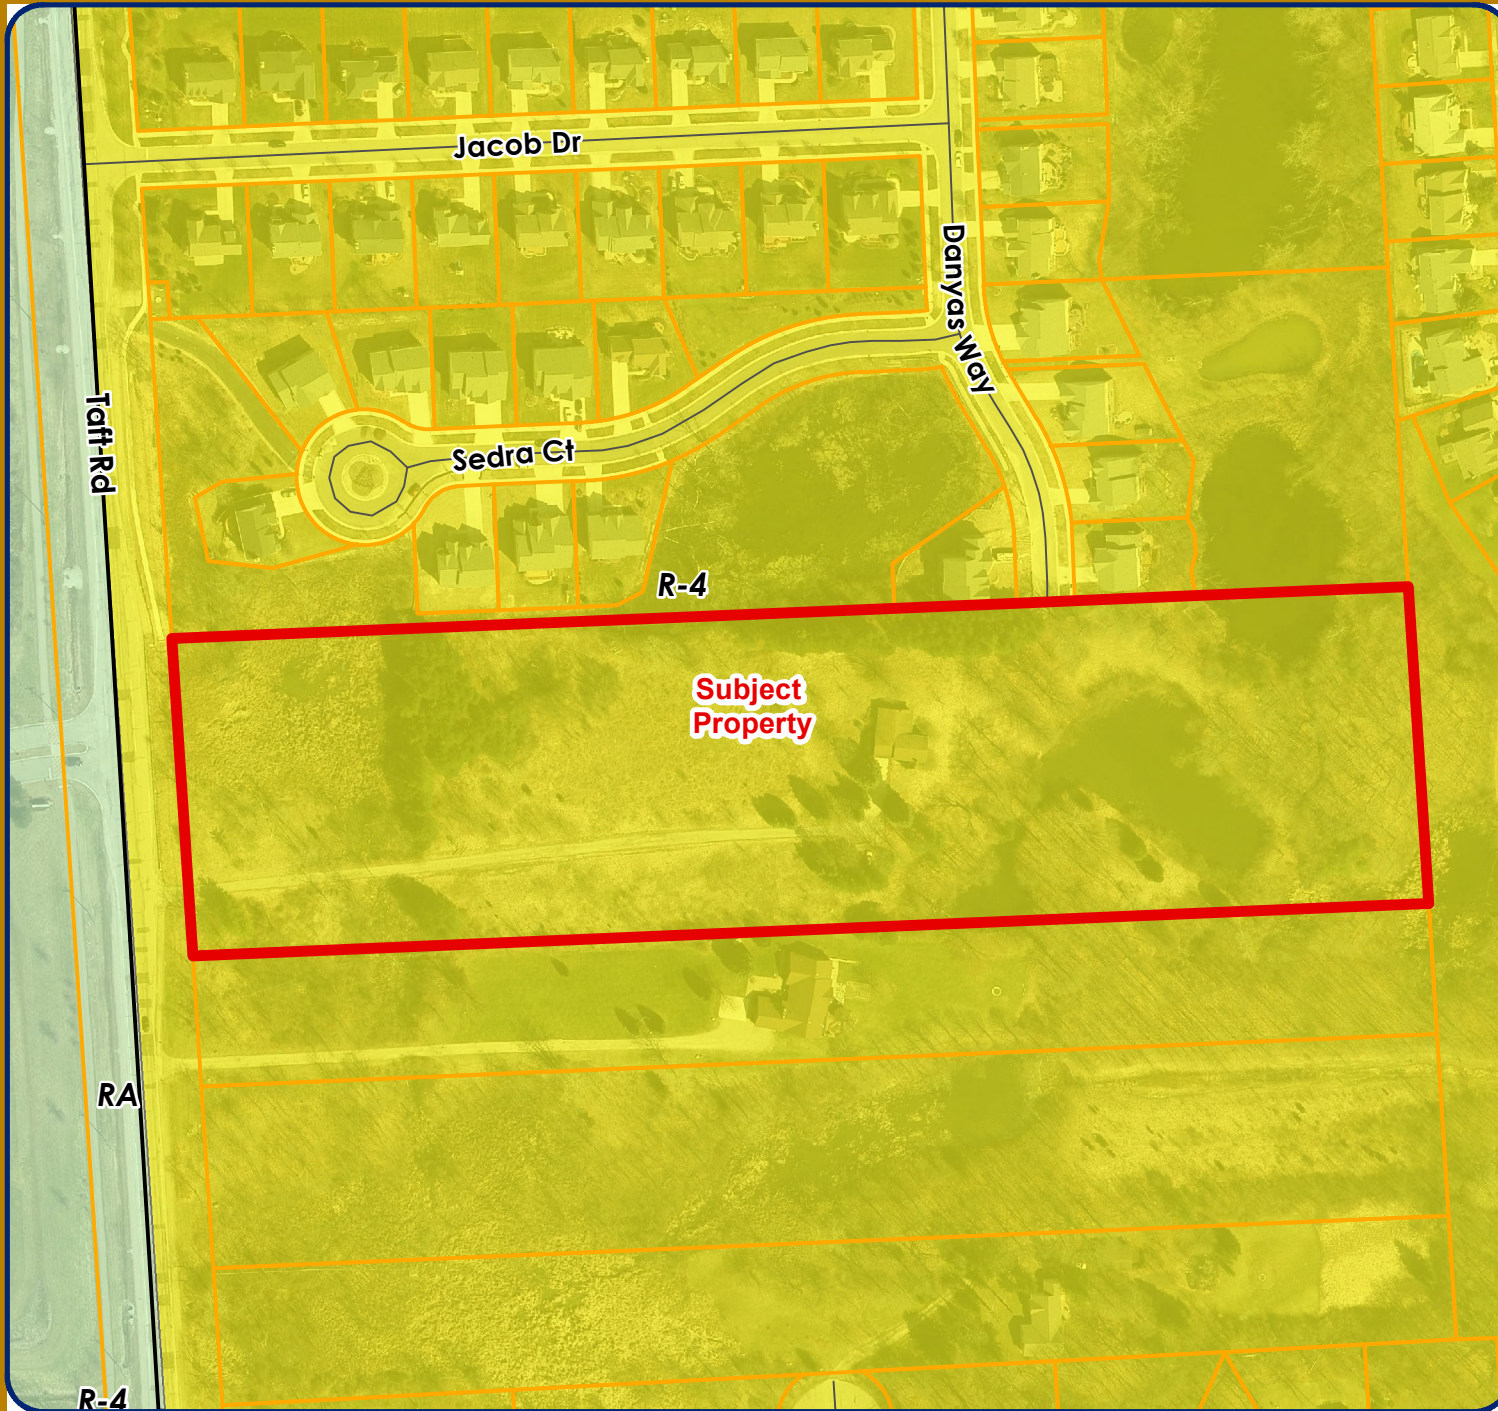 Jacob Dr
Danyas Way
Taft Rd
Sedra Ct
R-4
Subject
Property
RA
R-4